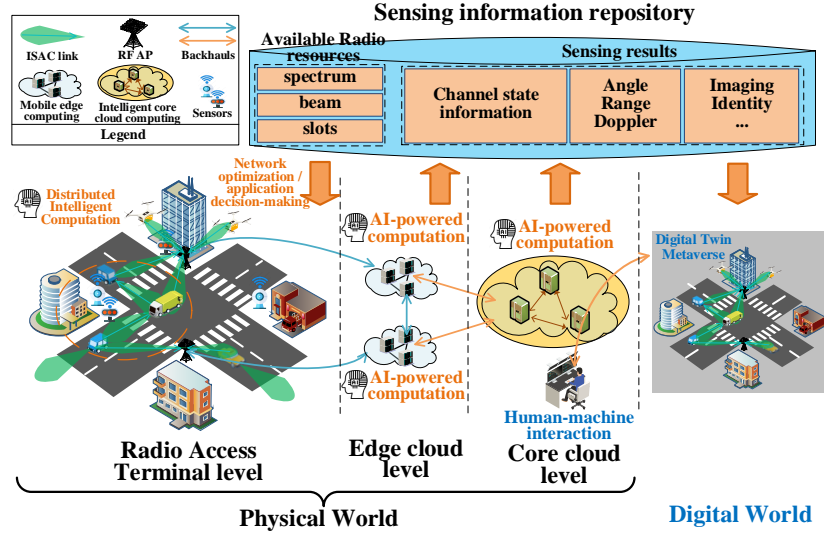 Sensing information repository
ISAC link
RF AP
Backhauls
Mobile edge
computing
Intelligent core
cloud computing
Sensors
Legend
Available Radio
resources
spectrum
beam
slots
Sensing results
Channel state
information
Angle
Range
Doppler
Imaging
Identity
...
Distributed
Intelligent
Computation
Network
optimization /
application
decision-making
AI-powered
computation
AI-powered
computation
AI-powered
computation
Digital Twin
Metaverse
Human-machine
interaction
Radio Access
Terminal level
Edge cloud
level
Core cloud
level
Physical World
Digital World